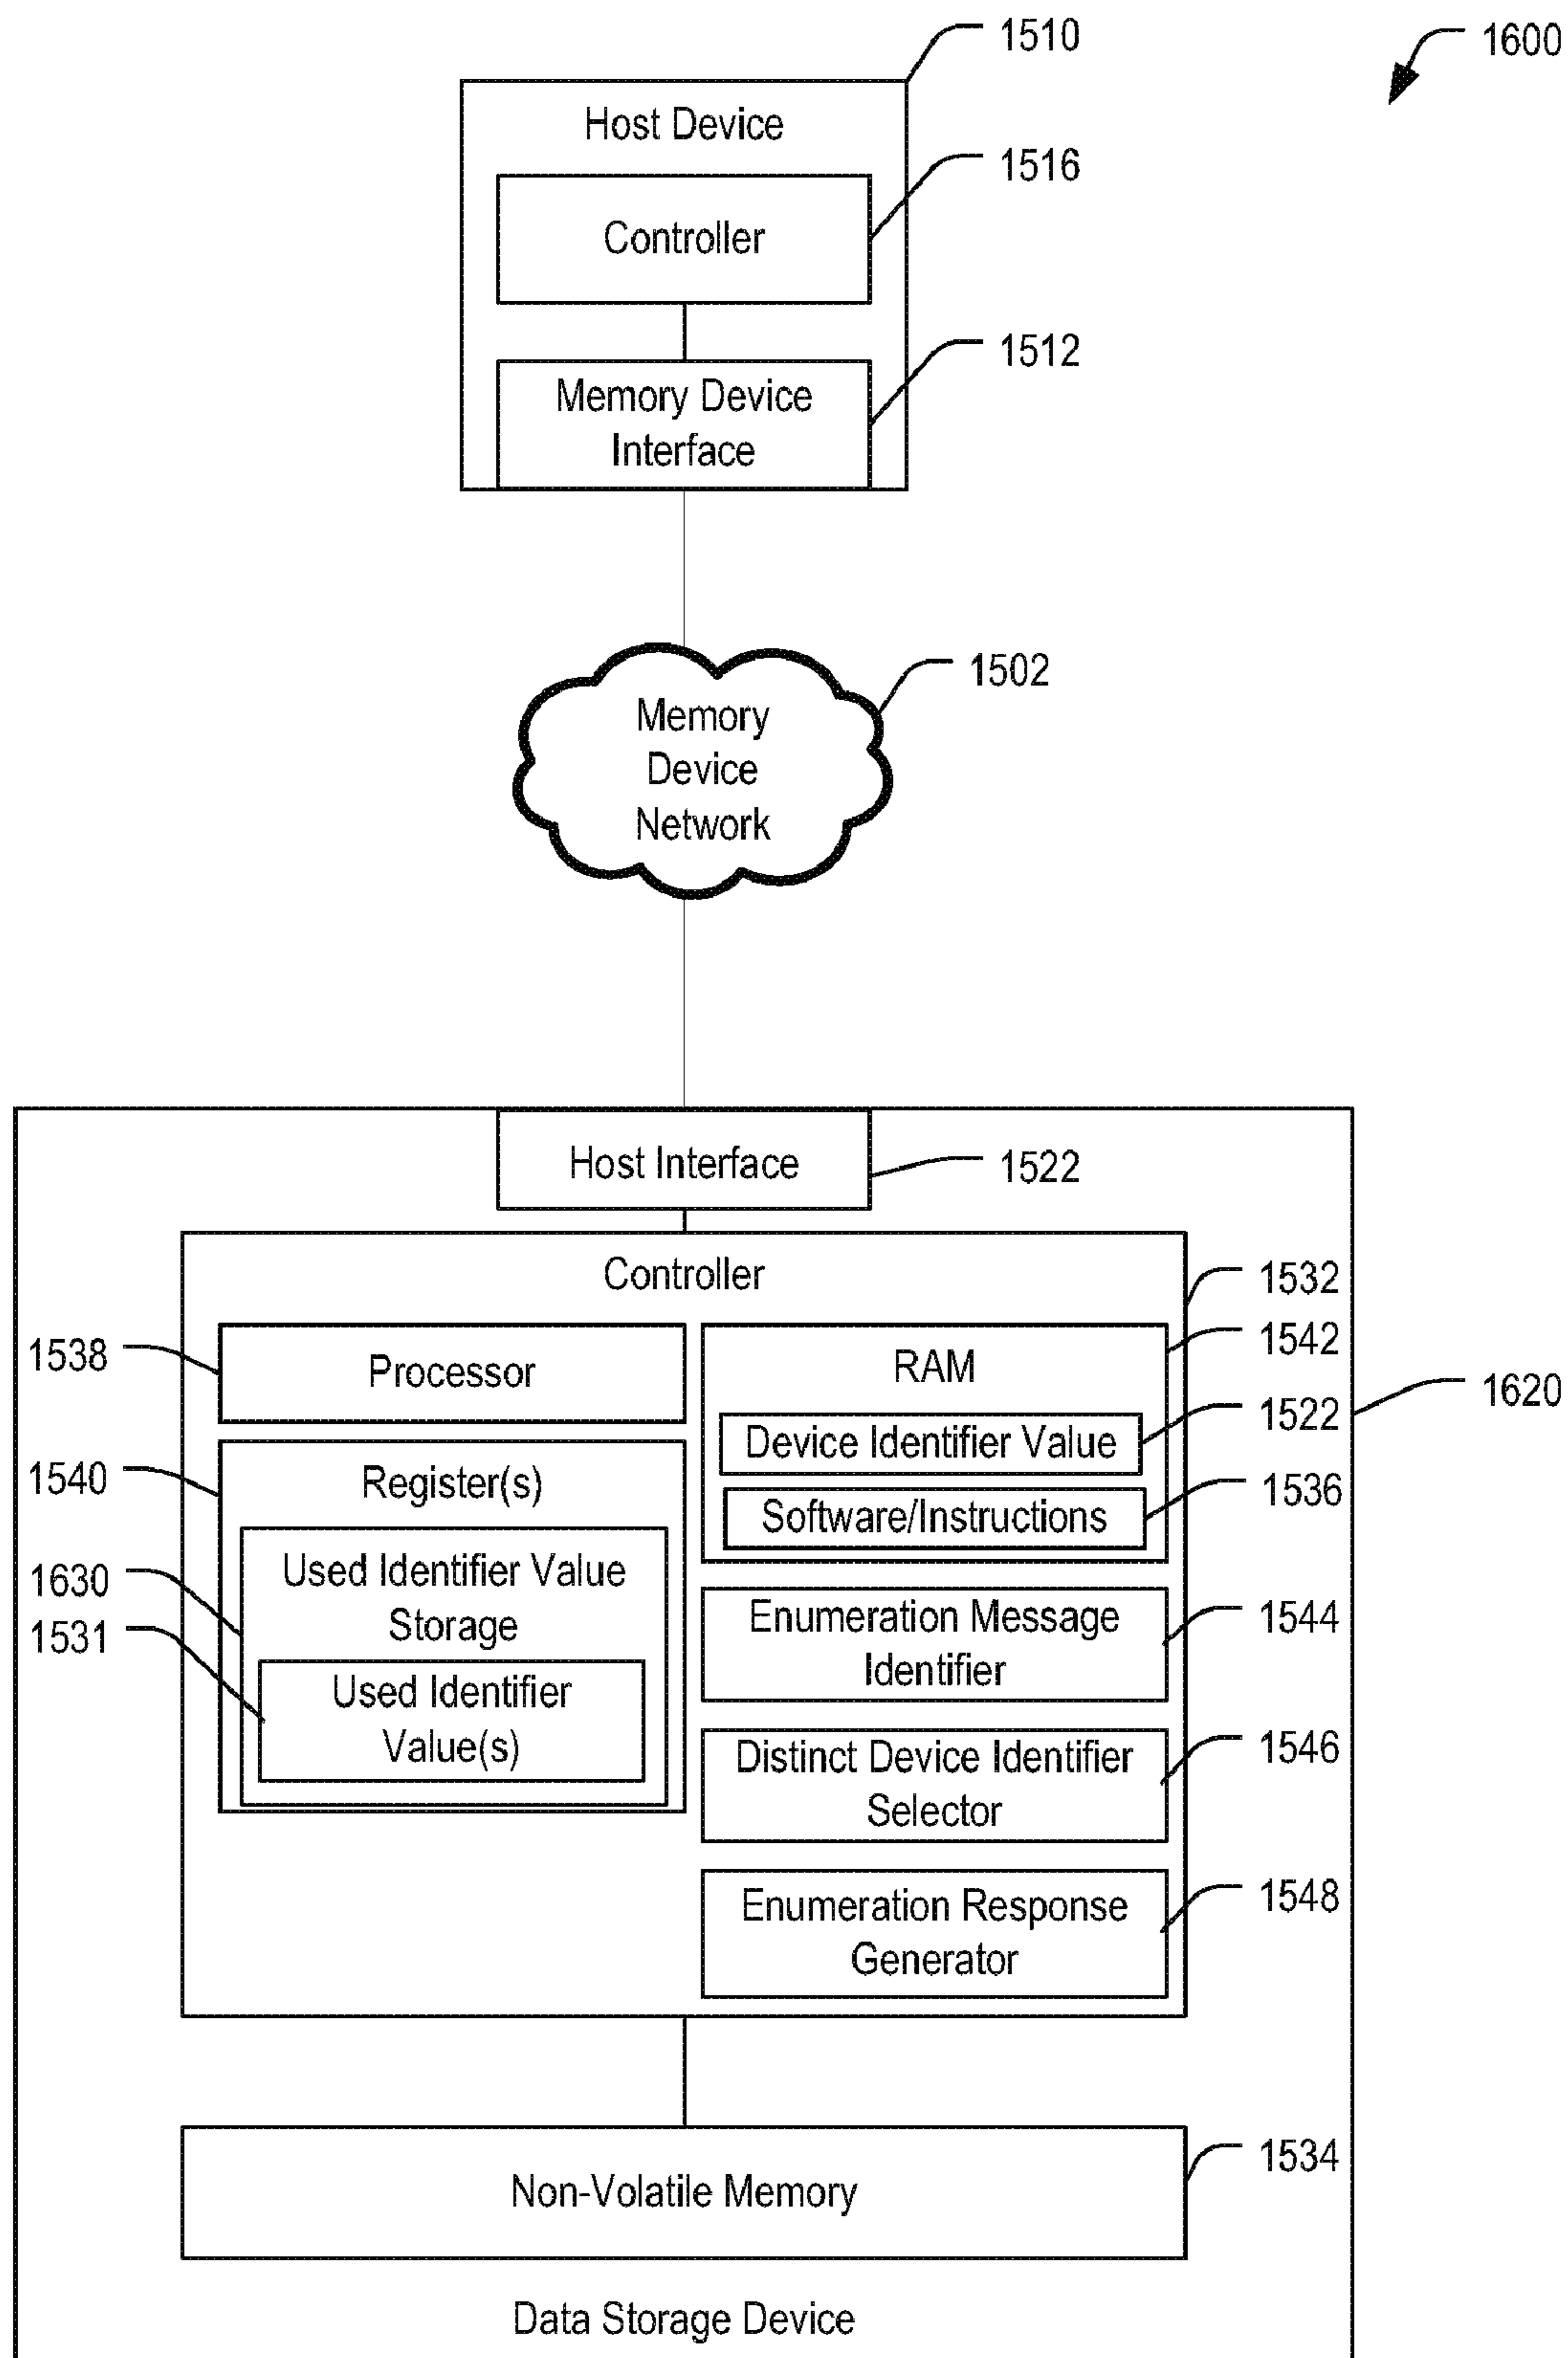 1510
1600
Host Device
1516
Controller
1512
Memory Device
Interface
1502
Memory
Device
Network
Host Interface
1522
Controller
1532
1538
Processor
1542
RAM
1620
1522
Device Identifier Value
1540
Register(s)
1536
Software/Instructions
1630
Used Identifier Value
Storage
1531
Used Identifier
Value(s)
1544
Enumeration Message
Identifier
1546
Distinct Device Identifier
Selector
1548
Enumeration Response
Generator
1534
Non-Volatile Memory
Data Storage Device